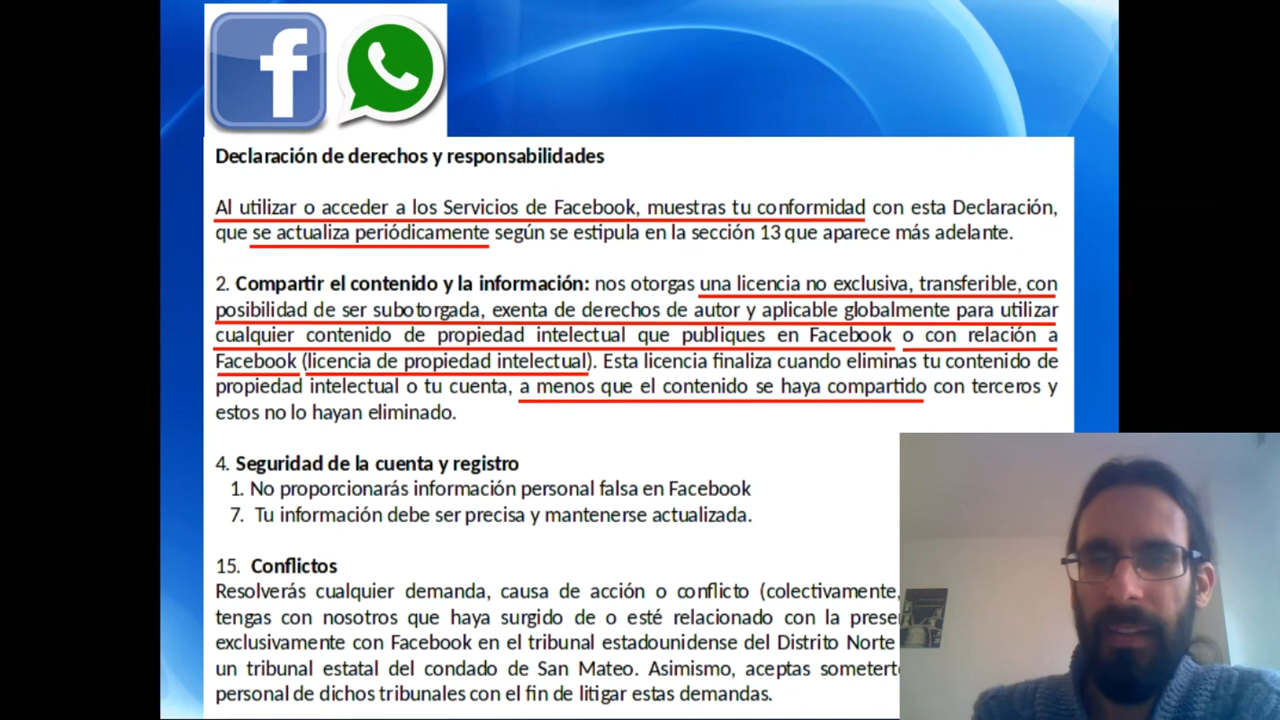 f
Declaración de derechos y responsabilidades
Al utilizar o acceder a los Servicios de Facebook, muestras tu conformidad con esta Declaración,
que se actualiza periódicamente según se estipula en la sección 13 que aparece más adelante.
2. Compartir el contenido y la información: nos otorgas una licencia no exclusiva, transferible, con
posibilidad de ser subotorgada, exenta de derechos de autor y aplicable globalmente para utilizar
cualquier contenido de propiedad intelectual que publiques en Facebook o con relación a
Facebook (licencia de propiedad intelectual). Esta licencia finaliza cuando eliminas tu contenido de
propiedad intelectual o tu cuenta, a menos que el contenido se haya compartido con terceros y
estos no lo hayan eliminado.
4. Seguridad de la cuenta y registro
1. No proporcionarás información personal falsa en Facebook
7. Tu información debe ser precisa y mantenerse actualizada.
15. Conflictos
Resolverás cualquier demanda, causa de acción o conflicto (colectivamente,
tengas con nosotros que haya surgido de o esté relacionado con la
exclusivamente con Facebook en el tribunal estadounidense del Distrito Norte
un tribunal estatal del condado de San Mateo. Asimismo, aceptas
personal de dichos tribunales con el fin de litigar estas demandas.